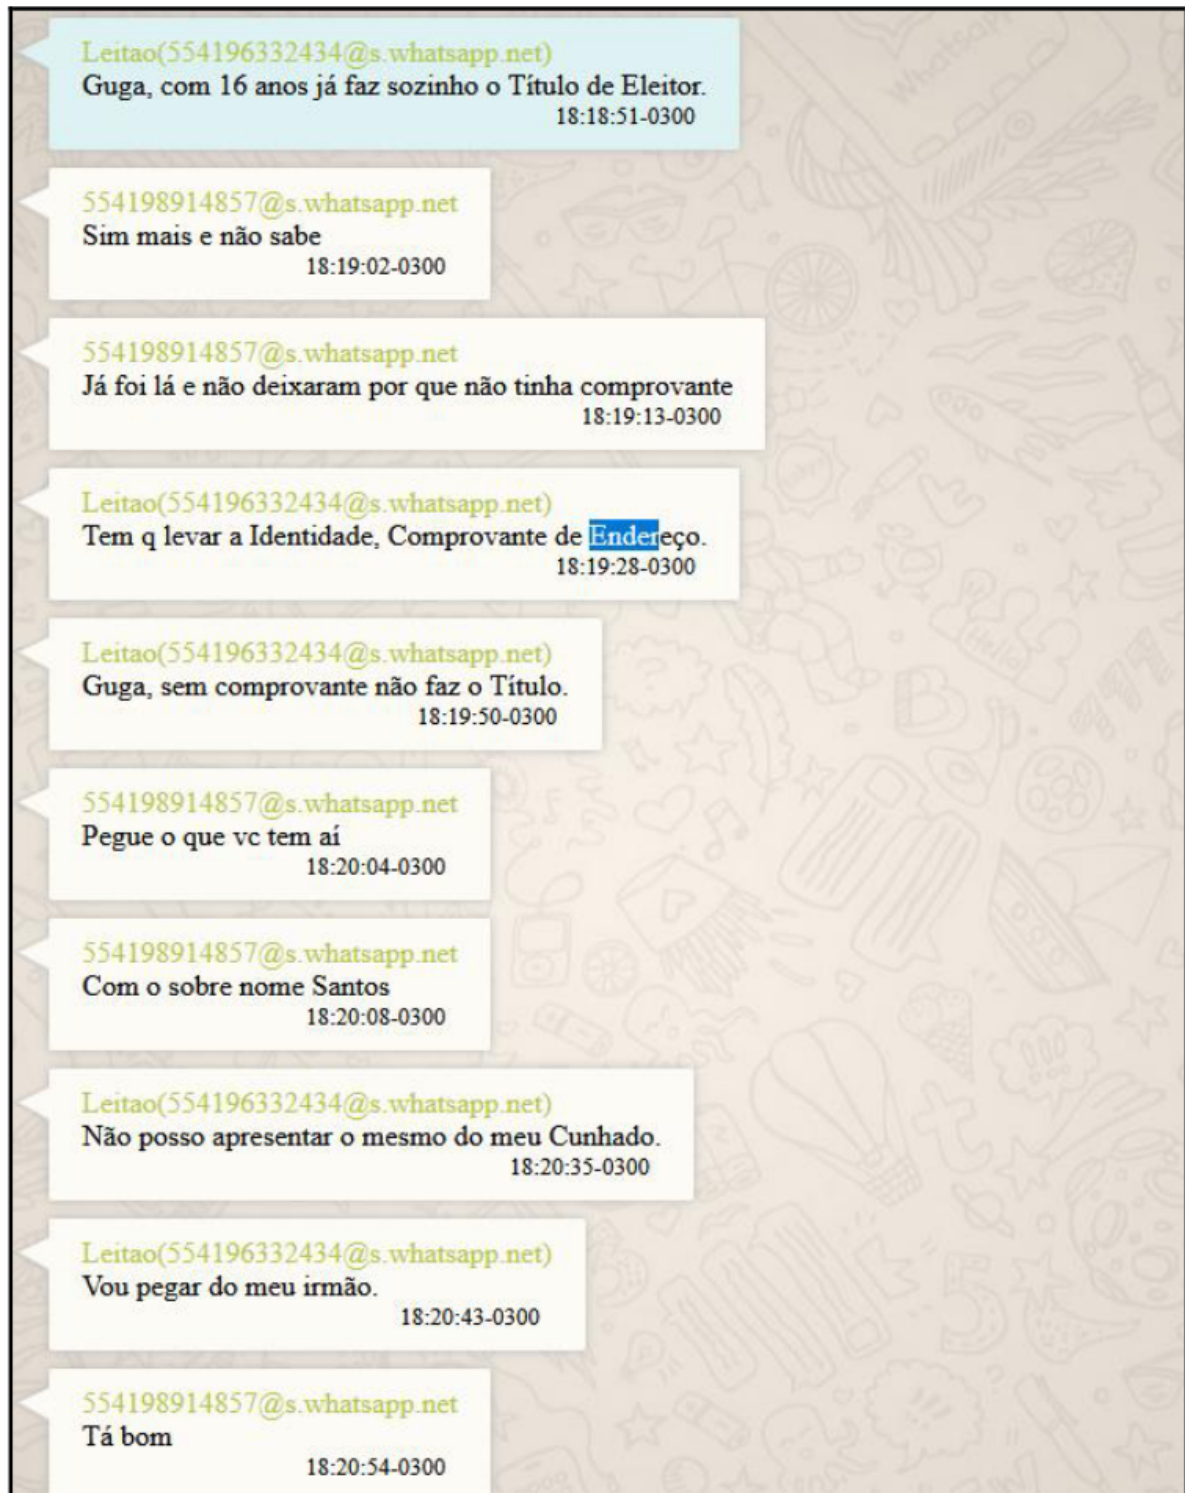 Leitao(554196332434@s.whatsapp.net)
Guga, com 16 anos já faz sozinho o Título de Eleitor.
18:18:51-0300
554198914857@s.whatsapp.net
Sim mais e não sabe
18:19:02-0300
554198914857@s.whatsapp.net
Já foi lá e não deixaram por que não tinha comprovante
18:19:13-0300
Leitao(554196332434@s.whatsapp.net)
Tem q levar a Identidade, Comprovante de Endereço.
18:19:28-0300
Leitao(554196332434@s.whatsapp.net)
Guga, sem comprovante não faz o Título.
18:19:50-0300
554198914857@s.whatsapp.net
Pegue o que vc tem aí
18:20:04-0300
554198914857@s.whatsapp.net
Com o sobre nome Santos
18:20:08-0300
Leitao(554196332434@s.whatsapp.net)
Não posso apresentar o mesmo do meu Cunhado.
18:20:35-0300
Leitao(554196332434@s.whatsapp.net)
Vou pegar do meu irmão.
18:20:43-0300
554198914857@s.whatsapp.net
Tá bom
18:20:54-0300